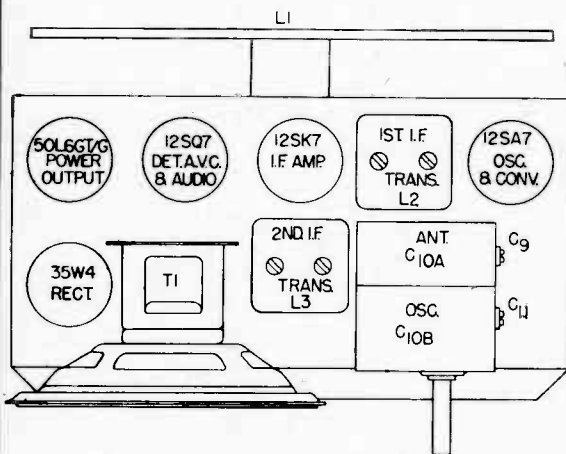 L1
50L6GT/G
POWER
OUTPUT
12SQ7
DET. A.V.C.
& AUDIO
12SK7
I.F. AMP.
1ST I.F.
TRANS.
L2
12SA7
OSC.
& CONV.
35W4
RECT.
T1
2ND. I.F.
TRANS.
L3
ANT.
C10A
C9
OSC.
C10B
C11